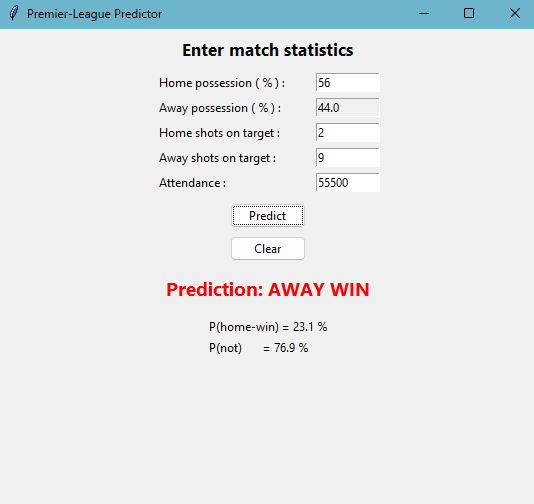 Premier-League Predictor
Enter match statistics
Home possession ( % ) : 56
Away possession ( % ) : 44.0
Home shots on target : 2
Away shots on target : 9
Attendance : 55500
Predict
Clear
Prediction: AWAY WIN
P(home-win) = 23.1 %
P(not) = 76.9 %